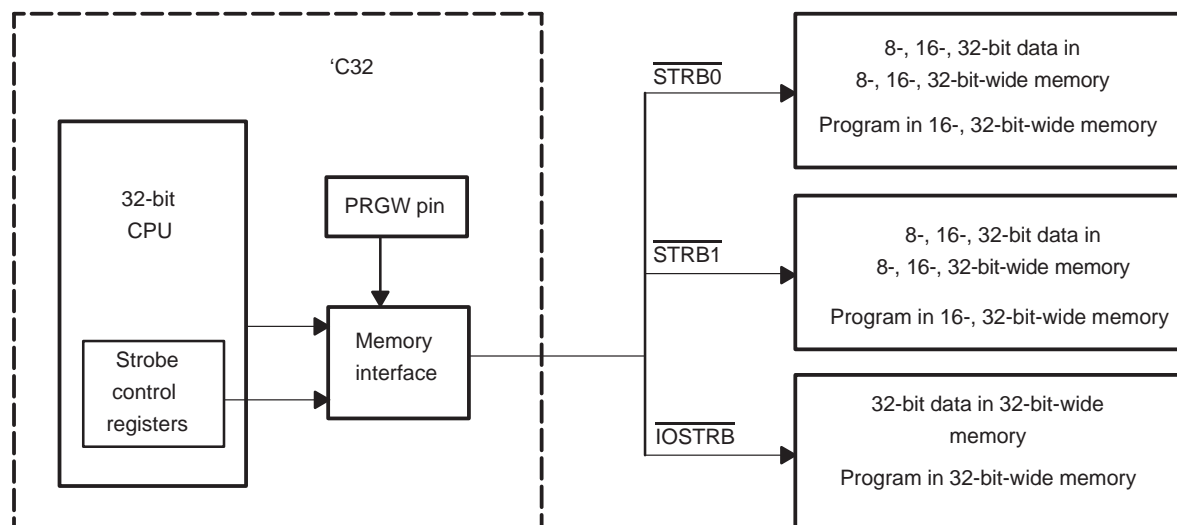 ‘C32
32-bit
CPU
Strobe
control
registers
PRGW pin
Memory
interface
STRB0
8-, 16-, 32-bit data in
8-, 16-, 32-bit-wide memory
Program in 16-, 32-bit-wide memory
STRB1
8-, 16-, 32-bit data in
8-, 16-, 32-bit-wide memory
Program in 16-, 32-bit-wide memory
IOSTRB
32-bit data in 32-bit-wide
memory
Program in 32-bit-wide memory